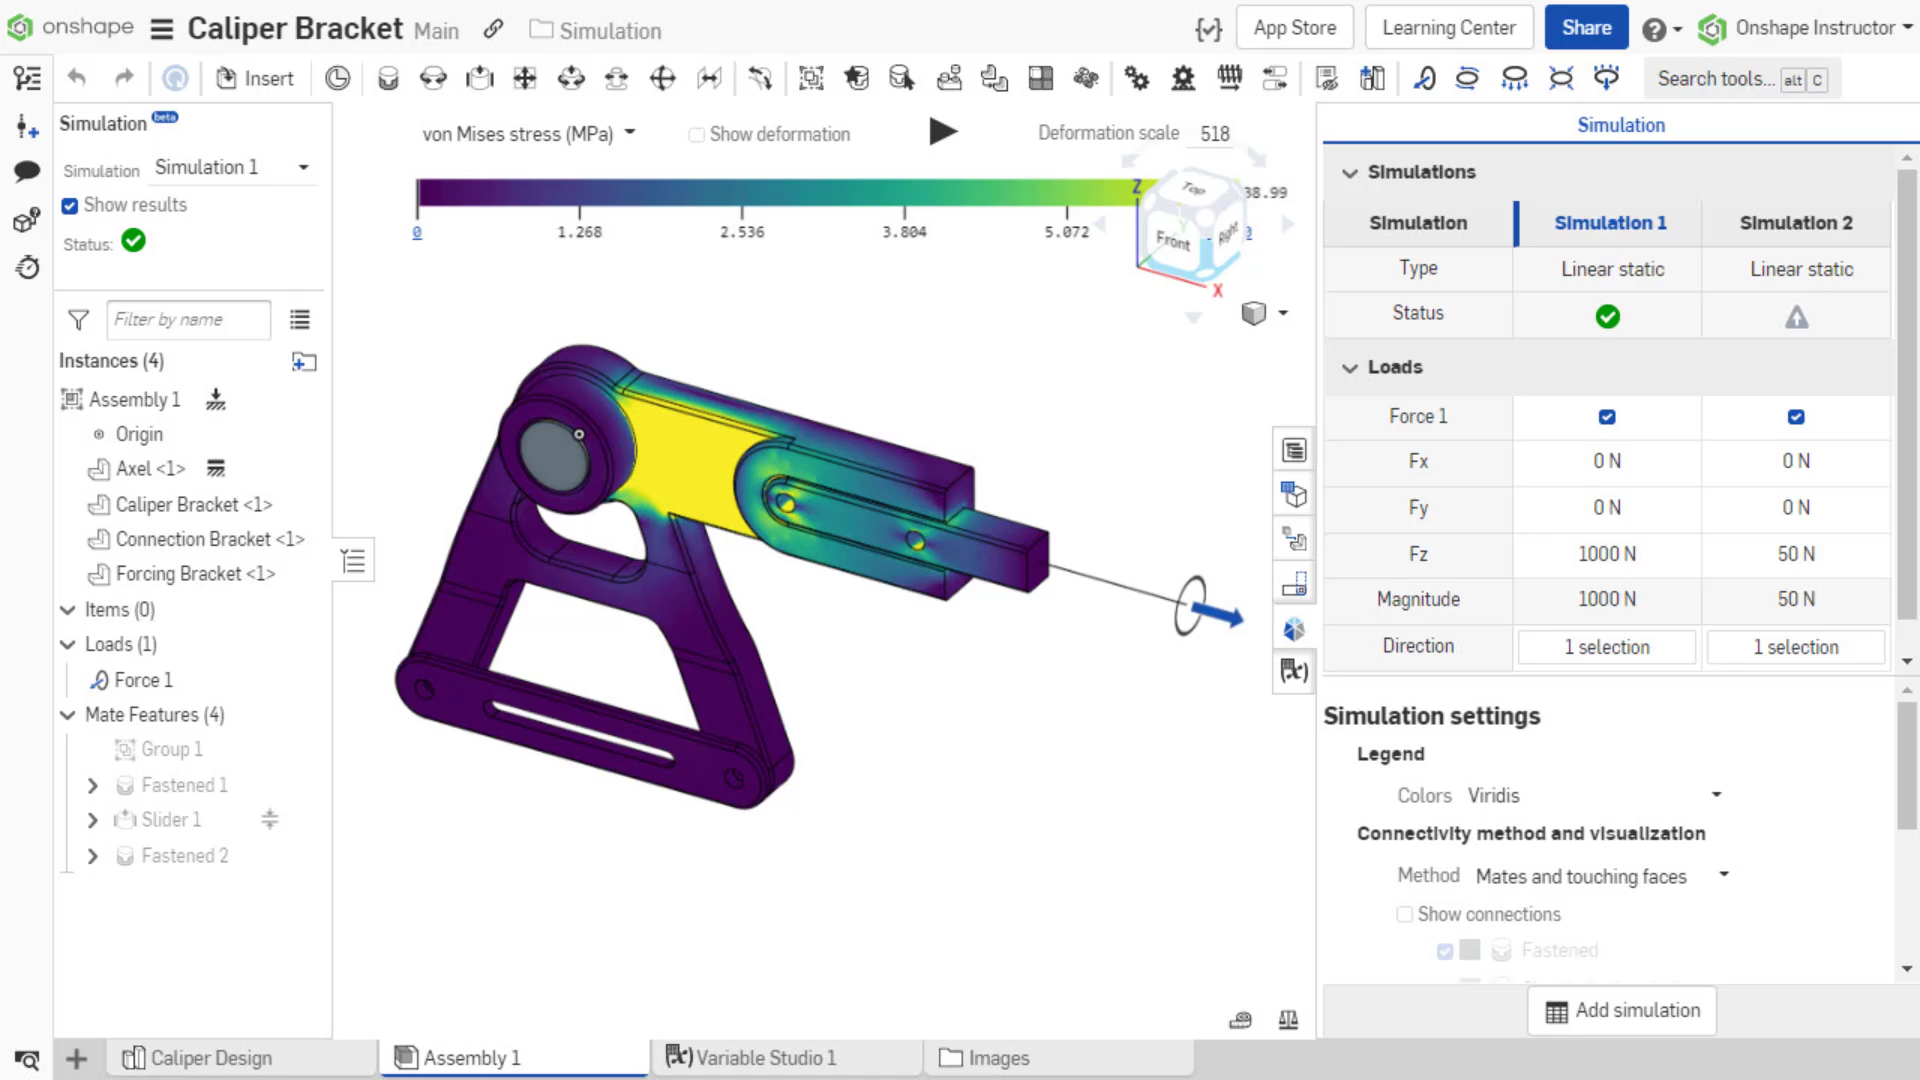 onshape Caliper Bracket Main Simulation App Store Learning Center Share Onshape Instructor
Insert Search tools... alt C
Simulation beta
Simulation Simulation 1
Show results
Status:
Filter by name
Instances (4)
Assembly 1
Origin
Axel <1>
Caliper Bracket <1>
Connection Bracket <1>
Forcing Bracket <1>
Items (0)
Loads (1)
Force 1
Mate Features (4)
Group 1
Fastened 1
Slider 1
Fastened 2
von Mises stress (MPa) Show deformation Deformation scale 518
38.99
0 1.268 2.536 3.804 5.072
Z Top Y Front Right X
Simulation
Simulations
Simulation Simulation 1 Simulation 2
Type Linear static Linear static
Status
Loads
Force 1
Fx 0 N 0 N
Fy 0 N 0 N
Fz 1000 N 50 N
Magnitude 1000 N 50 N
Direction 1 selection 1 selection
Simulation settings
Legend
Colors Viridis
Connectivity method and visualization
Method Mates and touching faces
Show connections
Fastened
Add simulation
Caliper Design Assembly 1 Variable Studio 1 Images